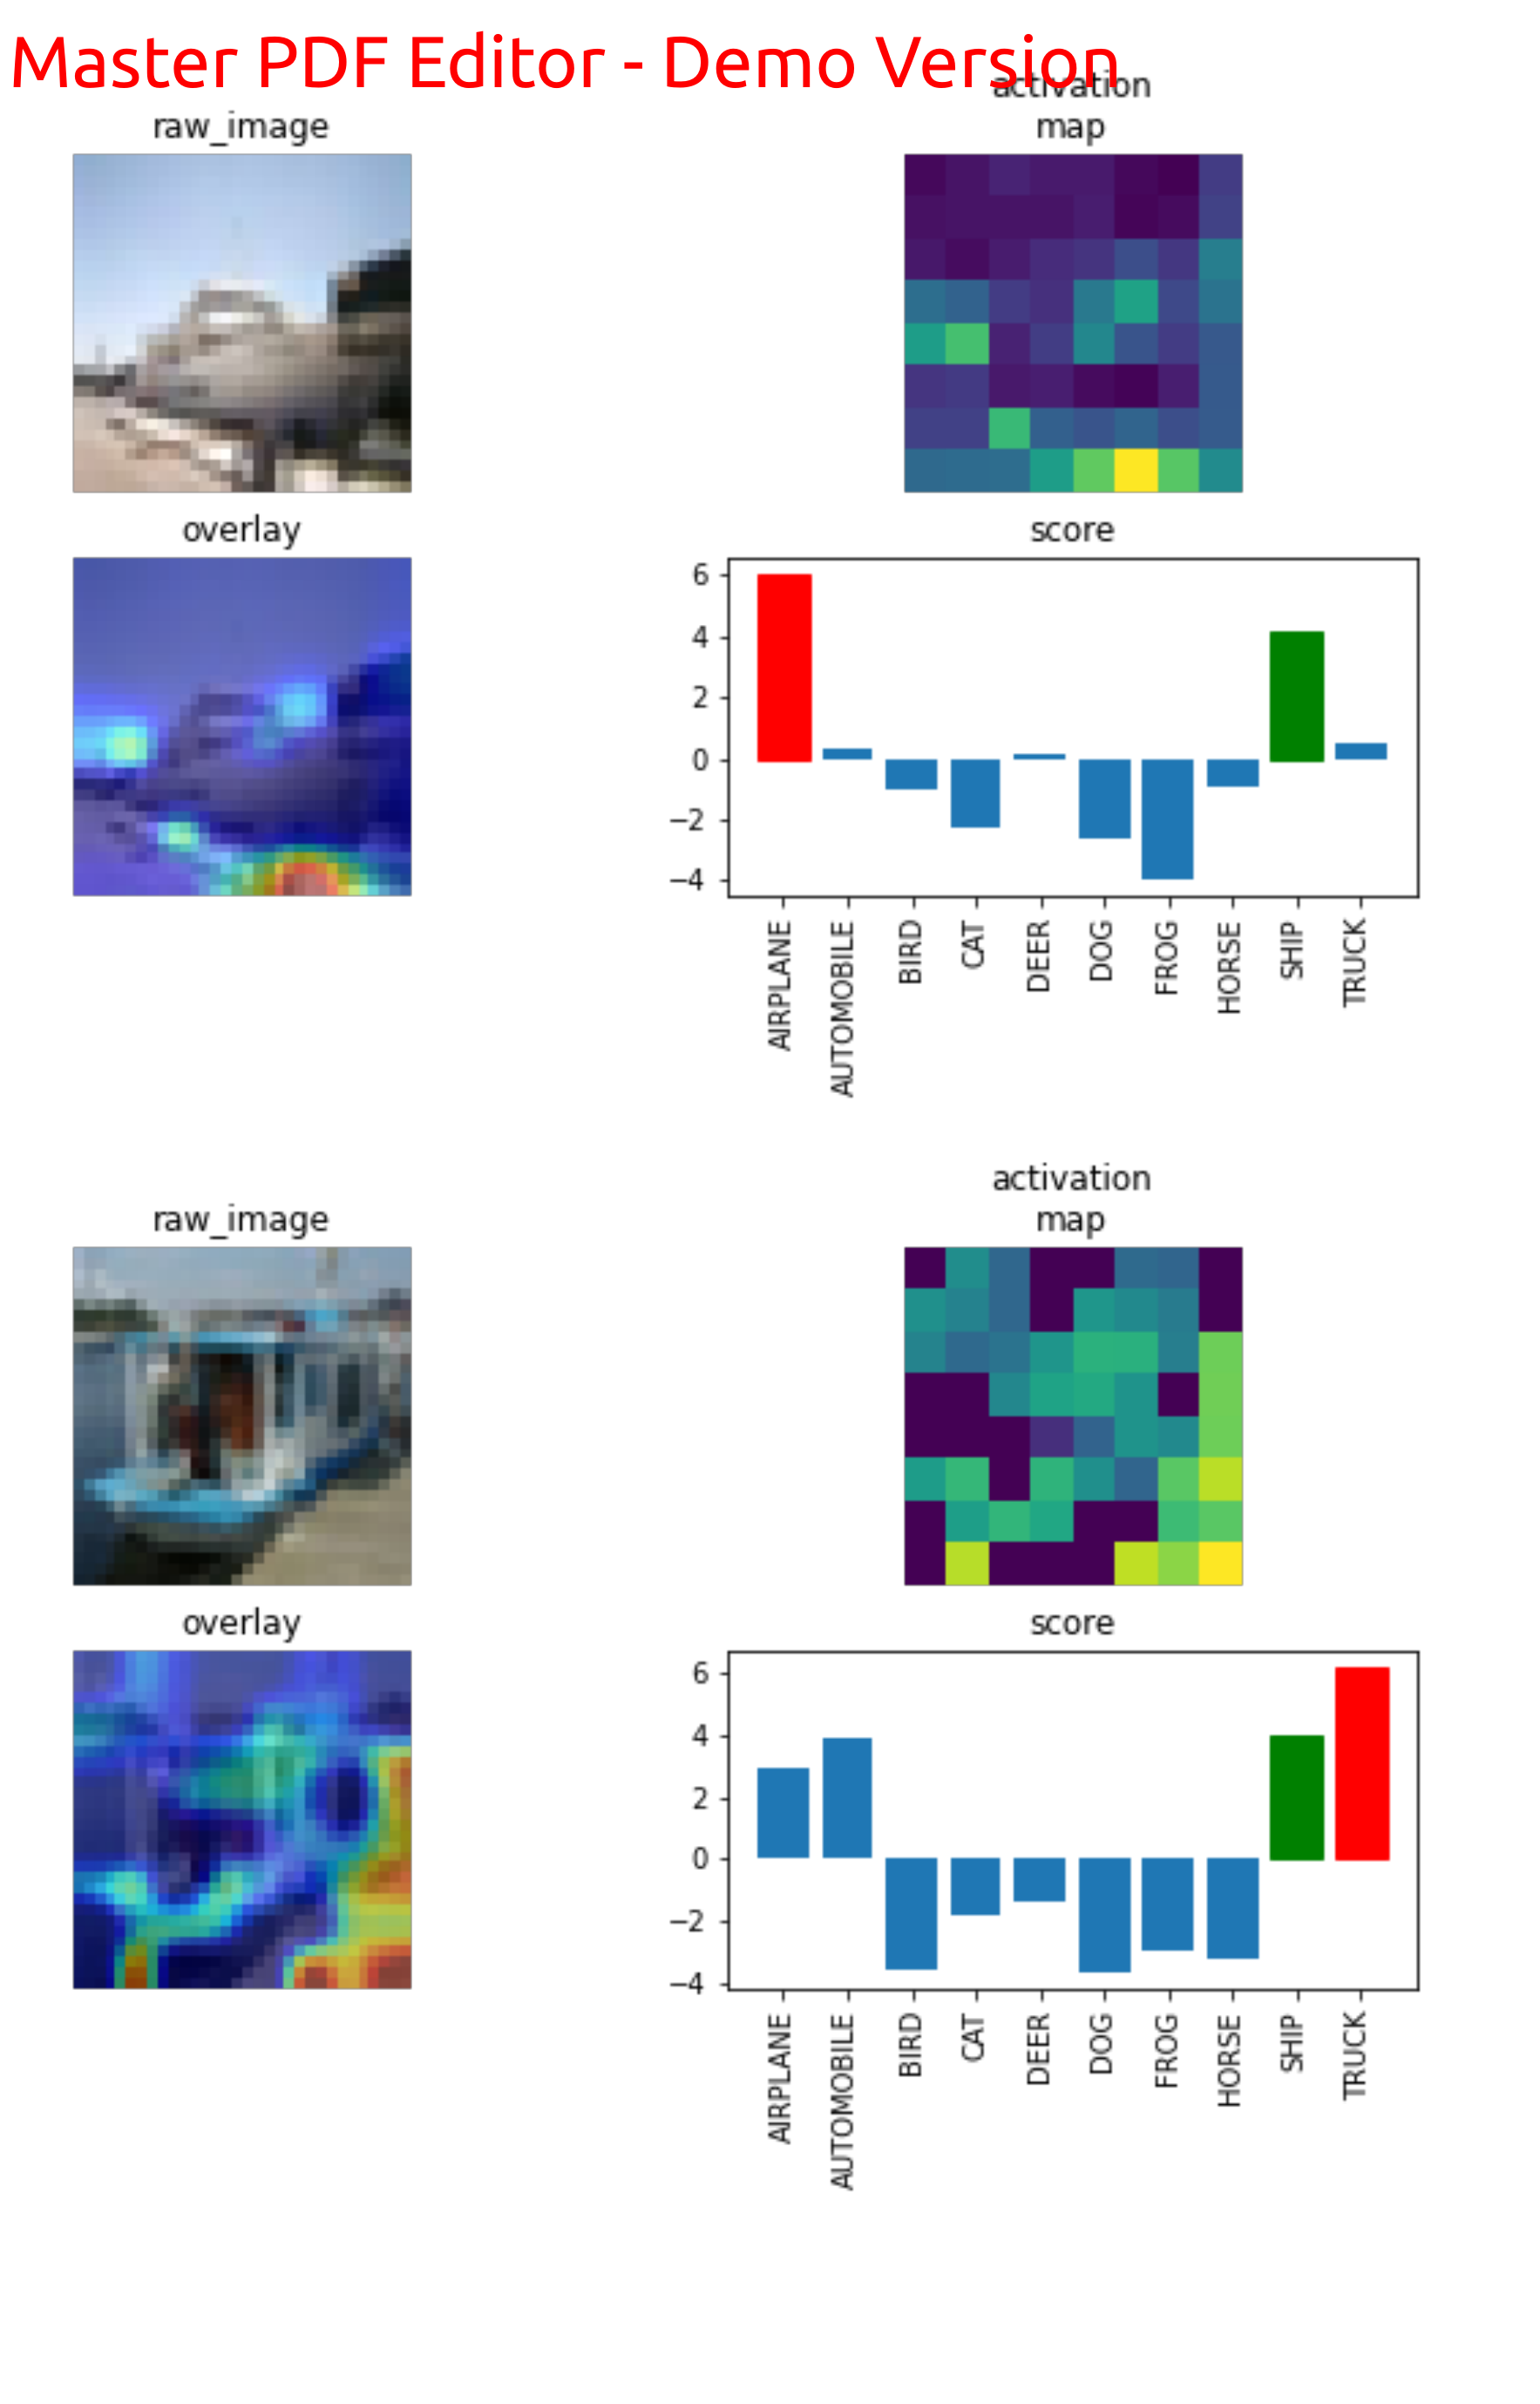 Master PDF Editor - Demo Version
raw_image
activation
map
overlay
score
6
4
2
0
−2
−4
AIRPLANE
AUTOMOBILE
BIRD
CAT
DEER
DOG
FROG
HORSE
SHIP
TRUCK
raw_image
activation
map
overlay
score
6
4
2
0
−2
−4
AIRPLANE
AUTOMOBILE
BIRD
CAT
DEER
DOG
FROG
HORSE
SHIP
TRUCK